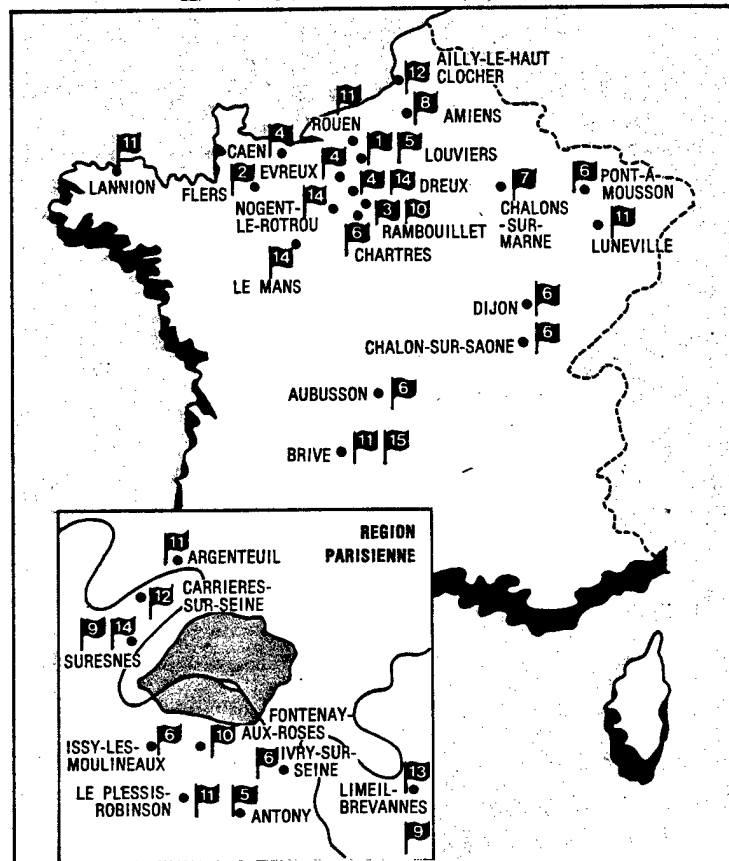 12
AILLY-LE-HAUT
CLOCHER
11
8
AMIENS
ROUEN
1
5
LOUVIERS
11
LANNION
CAEN
4
EVREUX
4
2
FLERS
4
14
DREUX
NOGENT-
LE-ROTROU
14
3
10
RAMBOUILLET
6
CHARTRES
14
LE MANS
7
CHALONS
-SUR-
MARNE
6
PONT-A-
MOUSSON
11
LUNEVILLE
DIJON
6
CHALON-SUR-SAONE
6
AUBUSSON
6
BRIVE
11
15
REGION
PARISIENNE
11
ARGENTEUIL
12
CARRIERES-
SUR-SEINE
9
14
SURESNES
FONTENAY-
AUX-ROSES
10
ISSY-LES-
MOULINEAUX
6
6
IVRY-SUR-
SEINE
LE PLESSIS-
ROBINSON
11
5
ANTONY
13
LIMEIL-
BREVANNES
9